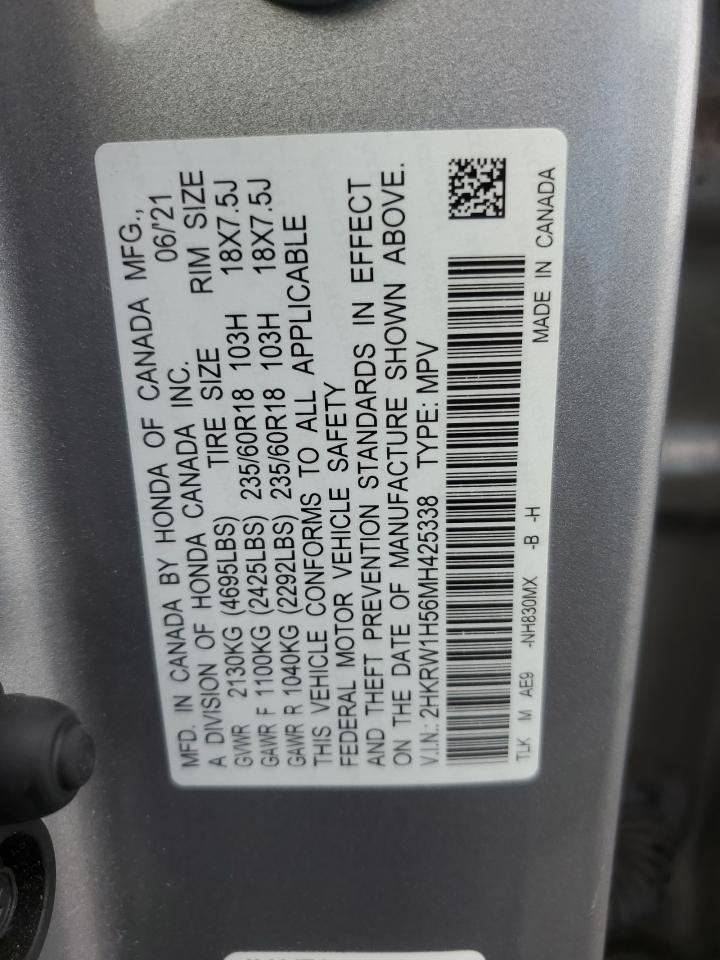 MFD. IN CANADA BY HONDA OF CANADA MFG.,
A DIVISION OF HONDA CANADA INC. 06/'21
GVWR 2130KG (4695LBS) TIRE SIZE RIM SIZE
GAWR F 1100KG (2425LBS) 235/60R18 103H 18X7.5J
GAWR R 1040KG (2292LBS) 235/60R18 103H 18X7.5J
THIS VEHICLE CONFORMS TO ALL APPLICABLE
FEDERAL MOTOR VEHICLE SAFETY
AND THEFT PREVENTION STANDARDS IN EFFECT
ON THE DATE OF MANUFACTURE SHOWN ABOVE.
V.I.N.: 2HKRW1H56MH425338 TYPE: MPV
TLK M AE9 -NH830MX -B -H MADE IN CANADA